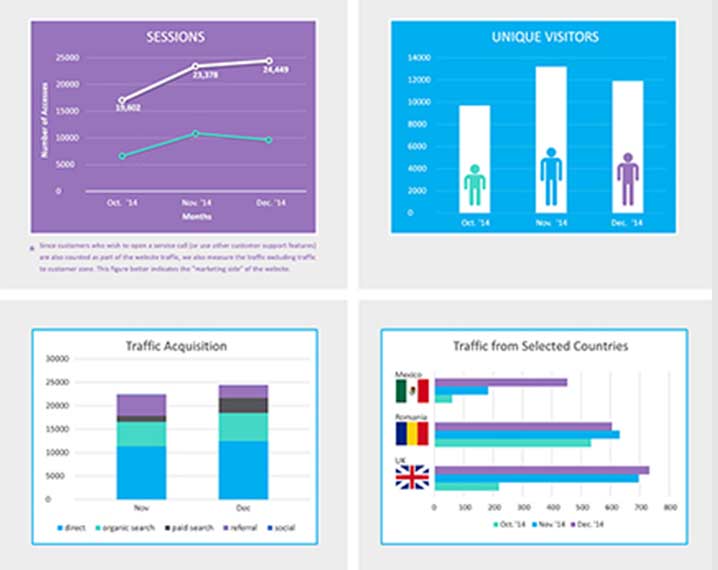 SESSIONS
25000
20000
15000
10000
5000
0
Number of Accesses
19,602
23,378
24,449
Oct. '14
Nov. '14
Dec. '14
Months
* Since customers who wish to open a service call (or use other customer support features)
are also counted as part of the website traffic, we also measure the traffic excluding traffic
to customer zone. This figure better indicates the "marketing side" of the website.
UNIQUE VISITORS
14000
12000
10000
8000
6000
4000
2000
0
Oct. '14
Nov. '14
Dec. '14
Traffic Acquisition
30000
25000
20000
15000
10000
5000
0
Nov
Dec
direct
organic search
paid search
referral
social
Traffic from Selected Countries
Mexico
Romania
UK
0
100
200
300
400
500
600
700
800
Oct. '14
Nov. '14
Dec. '14